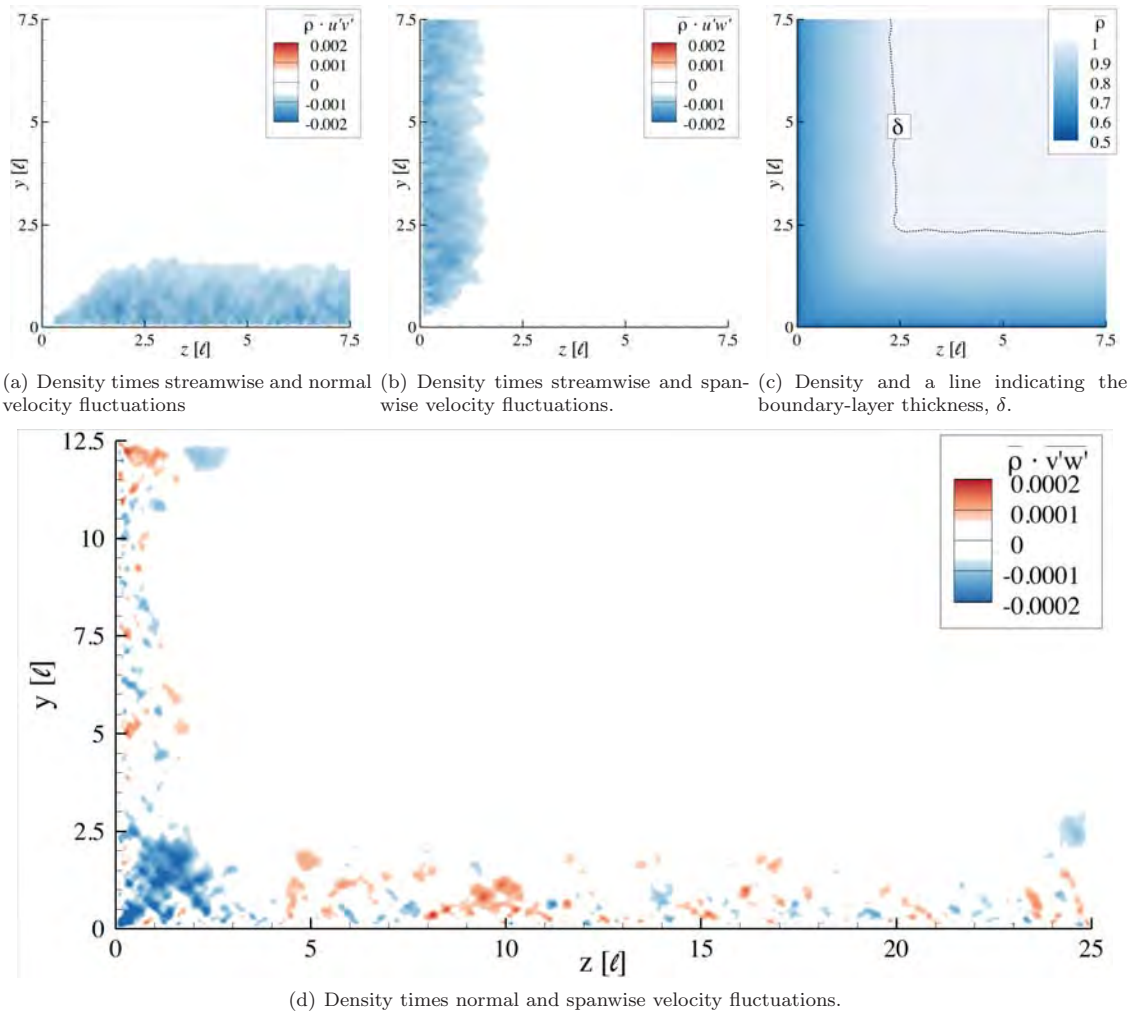 7.5
5
2.5
0
y [ℓ]
0 2.5 5 7.5
z [ℓ]
ρ̅ · u'v'̅
0.002
0.001
0
-0.001
-0.002
7.5
5
2.5
0
y [ℓ]
0 2.5 5 7.5
z [ℓ]
ρ̅ · u'w'̅
0.002
0.001
0
-0.001
-0.002
7.5
5
2.5
0
y [ℓ]
0 2.5 5 7.5
z [ℓ]
δ
ρ̅
1
0.9
0.8
0.7
0.6
0.5
(a) Density times streamwise and normal
velocity fluctuations
(b) Density times streamwise and span-
wise velocity fluctuations.
(c) Density and a line indicating the
boundary-layer thickness, δ.
12.5
10
7.5
5
2.5
0
y [ℓ]
0 5 10 15 20 25
z [ℓ]
ρ̅ · v'w'̅
0.0002
0.0001
0
-0.0001
-0.0002
(d) Density times normal and spanwise velocity fluctuations.